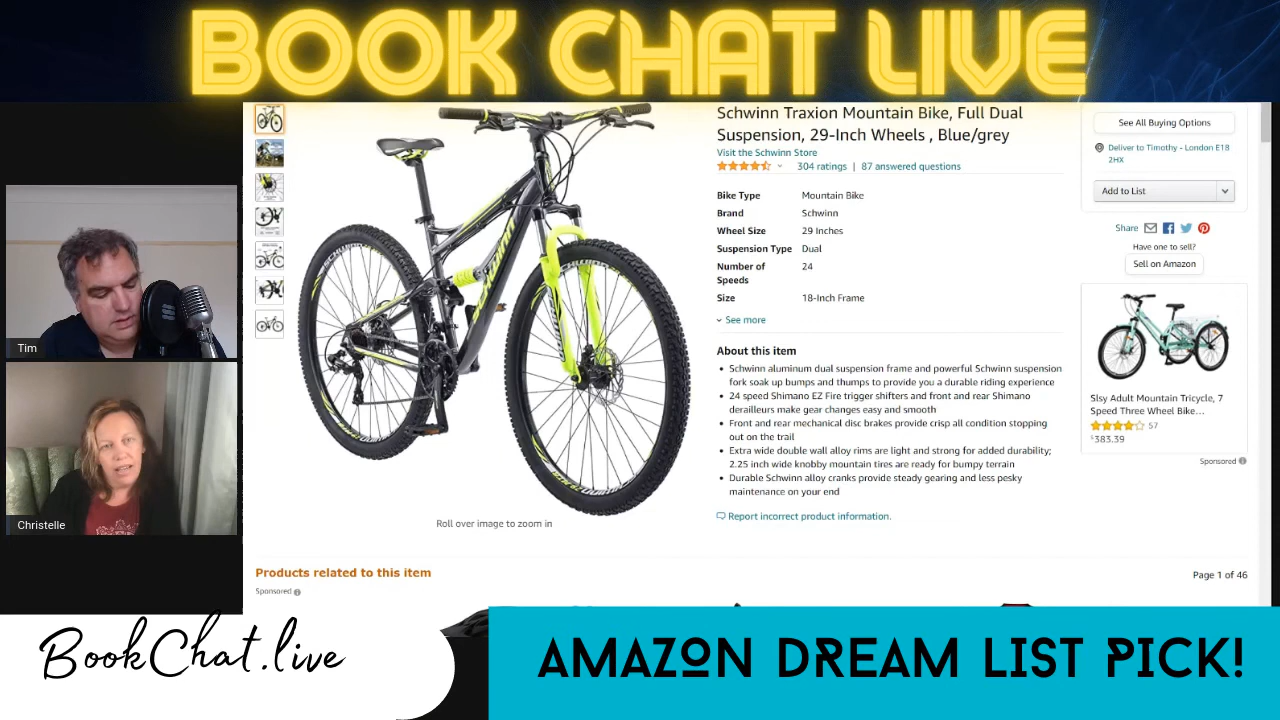 BOOK CHAT LIVE
Tim
Christelle
Schwinn Traxion Mountain Bike, Full Dual
Suspension, 29-Inch Wheels , Blue/grey
Visit the Schwinn Store
304 ratings | 87 answered questions
Bike Type Mountain Bike
Brand Schwinn
Wheel Size 29 Inches
Suspension Type Dual
Number of 24
Speeds
Size 18-Inch Frame
See more
About this item
• Schwinn aluminum dual suspension frame and powerful Schwinn suspension
fork soak up bumps and thumps to provide you a durable riding experience
• 24 speed Shimano EZ Fire trigger shifters and front and rear Shimano
derailleurs make gear changes easy and smooth
• Front and rear mechanical disc brakes provide crisp all condition stopping
out on the trail
• Extra wide double wall alloy rims are light and strong for added durability;
2.25 inch wide knobby mountain tires are ready for bumpy terrain
• Durable Schwinn alloy cranks provide steady gearing and less pesky
maintenance on your end
Report incorrect product information.
SCHWINN
Roll over image to zoom in
See All Buying Options
Deliver to Timothy - London E18
2HX
Add to List
Share
Have one to sell?
Sell on Amazon
Slsy Adult Mountain Tricycle, 7
Speed Three Wheel Bike...
57
$383.39
Sponsored
Products related to this item
Page 1 of 46
Sponsored
BookChat.live
AMAZON DREAM LIST PICK!